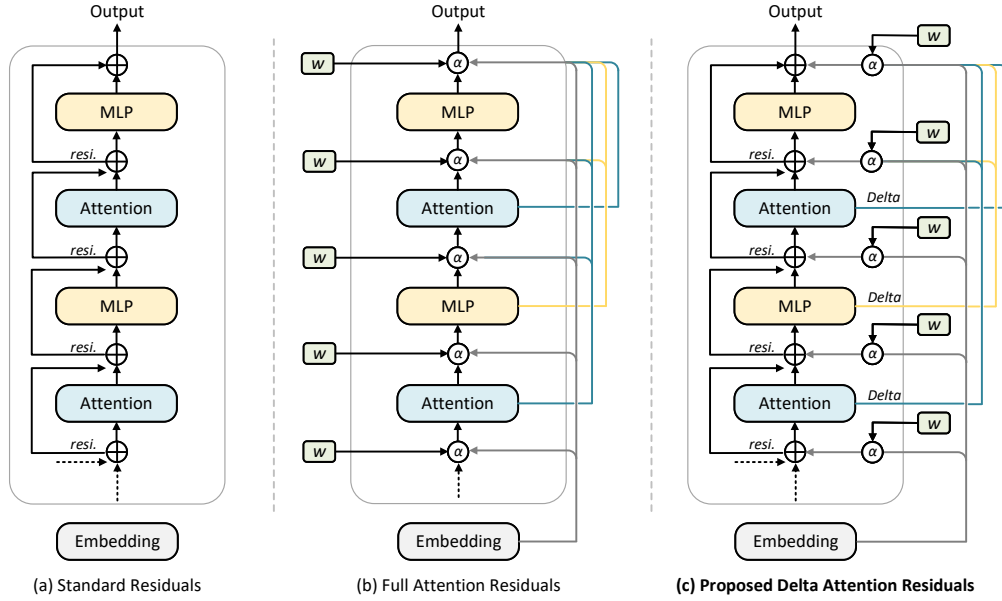 Output
MLP
resi.
Attention
resi.
MLP
resi.
Attention
resi.
Embedding
(a) Standard Residuals
Output
w
α
MLP
w
α
Attention
w
α
MLP
w
α
Attention
w
α
Embedding
(b) Full Attention Residuals
Output
w
α
MLP
w
resi.
α
Attention
Delta
w
resi.
α
MLP
Delta
w
resi.
α
Attention
Delta
w
resi.
α
Embedding
(c) Proposed Delta Attention Residuals